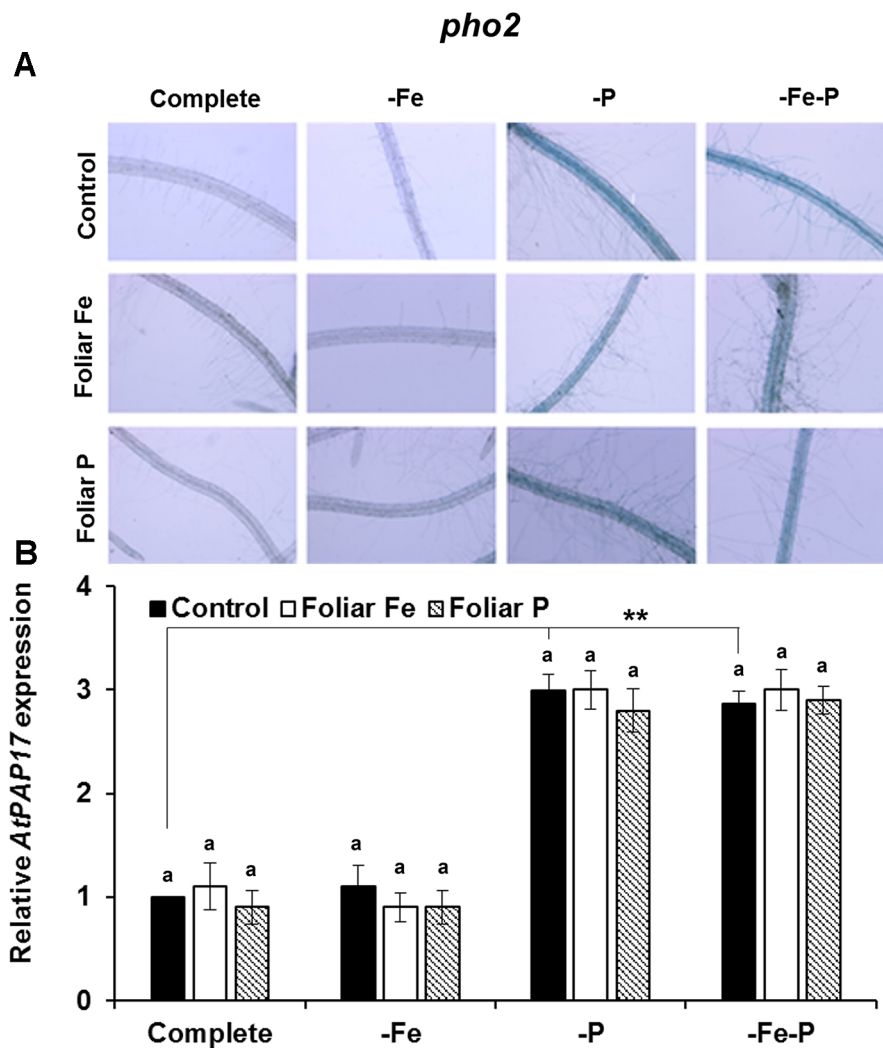 pho2
A
Complete -Fe -P -Fe-P
Control
Foliar Fe
Foliar P
B
Relative AtPAP17 expression
4
3
2
1
0
Control Foliar Fe Foliar P
**
a a a a a a
a a a a a a
Complete -Fe -P -Fe-P